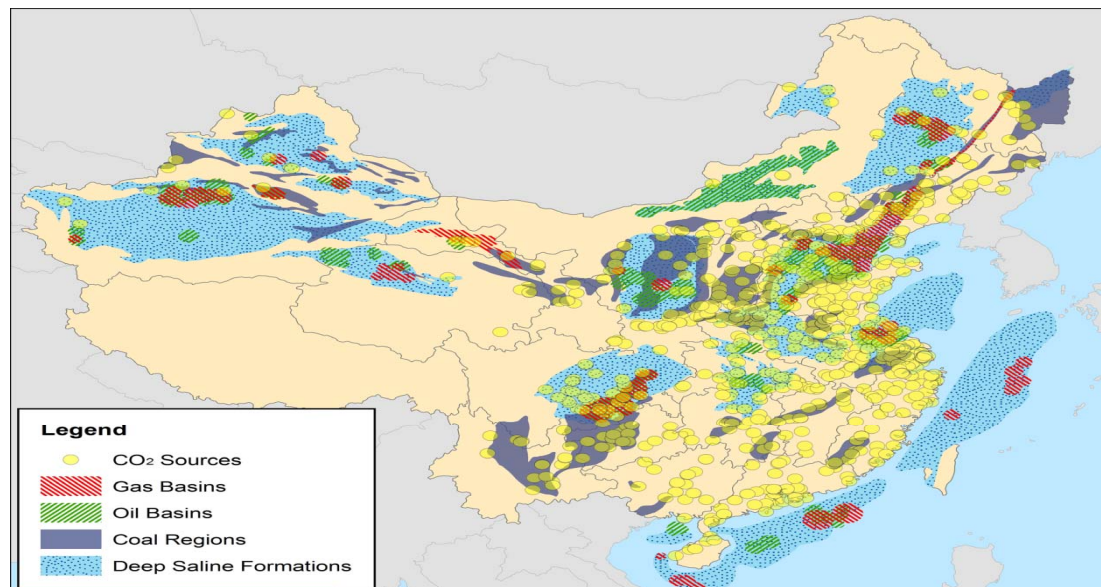 Legend
CO₂ Sources
Gas Basins
Oil Basins
Coal Regions
Deep Saline Formations